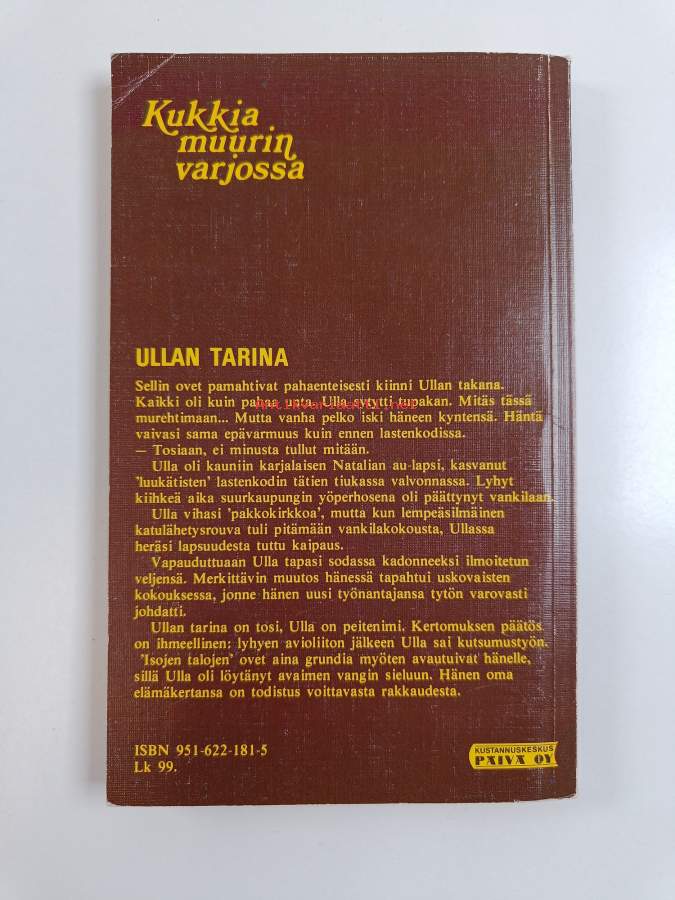 Kukkia
muurin
varjossa
ULLAN TARINA
Sellin ovet pamahtivat pahaenteisesti kiinni Ullan takana.
Kaikki oli kuin pahaa unta. Ulla sytytti tupakan. Mitäs tässä
murehtimaan... Mutta vanha pelko iski häneen kyntensä. Häntä
vaivasi sama epävarmuus kuin ennen lastenkodissa.
— Tosiaan, ei minusta tullut mitään.
Ulla oli kauniin karjalaisen Natalian au-lapsi, kasvanut
'luukätisten' lastenkodin tätien tiukassa valvonnassa. Lyhyt
kiihkeä aika suurkaupungin yöperhosena oli päättynyt vankilaan.
Ulla vihasi 'pakkokirkkoa', mutta kun lempeäsilmäinen
katulähetysrouva tuli pitämään vankilakokousta, Ullassa
heräsi lapsuudesta tuttu kaipaus.
Vapauduttuaan Ulla tapasi sodassa kadonneeksi ilmoitetun
veljensä. Merkittävin muutos hänessä tapahtui uskovaisten
kokouksessa, jonne hänen uusi työnantajansa tytön varovasti
johdatti.
Ullan tarina on tosi, Ulla on peitenimi. Kertomuksen päätös
on ihmeellinen: lyhyen avioliiton jälkeen Ulla sai kutsumustyön.
'Isojen talojen' ovet aina grundia myöten avautuivat hänelle,
sillä Ulla oli löytänyt avaimen vangin sieluun. Hänen oma
elämäkertansa on todistus voittavasta rakkaudesta.
ISBN 951-622-181-5
Lk 99.
KUSTANNUSKESKUS
PÄIVÄ OY